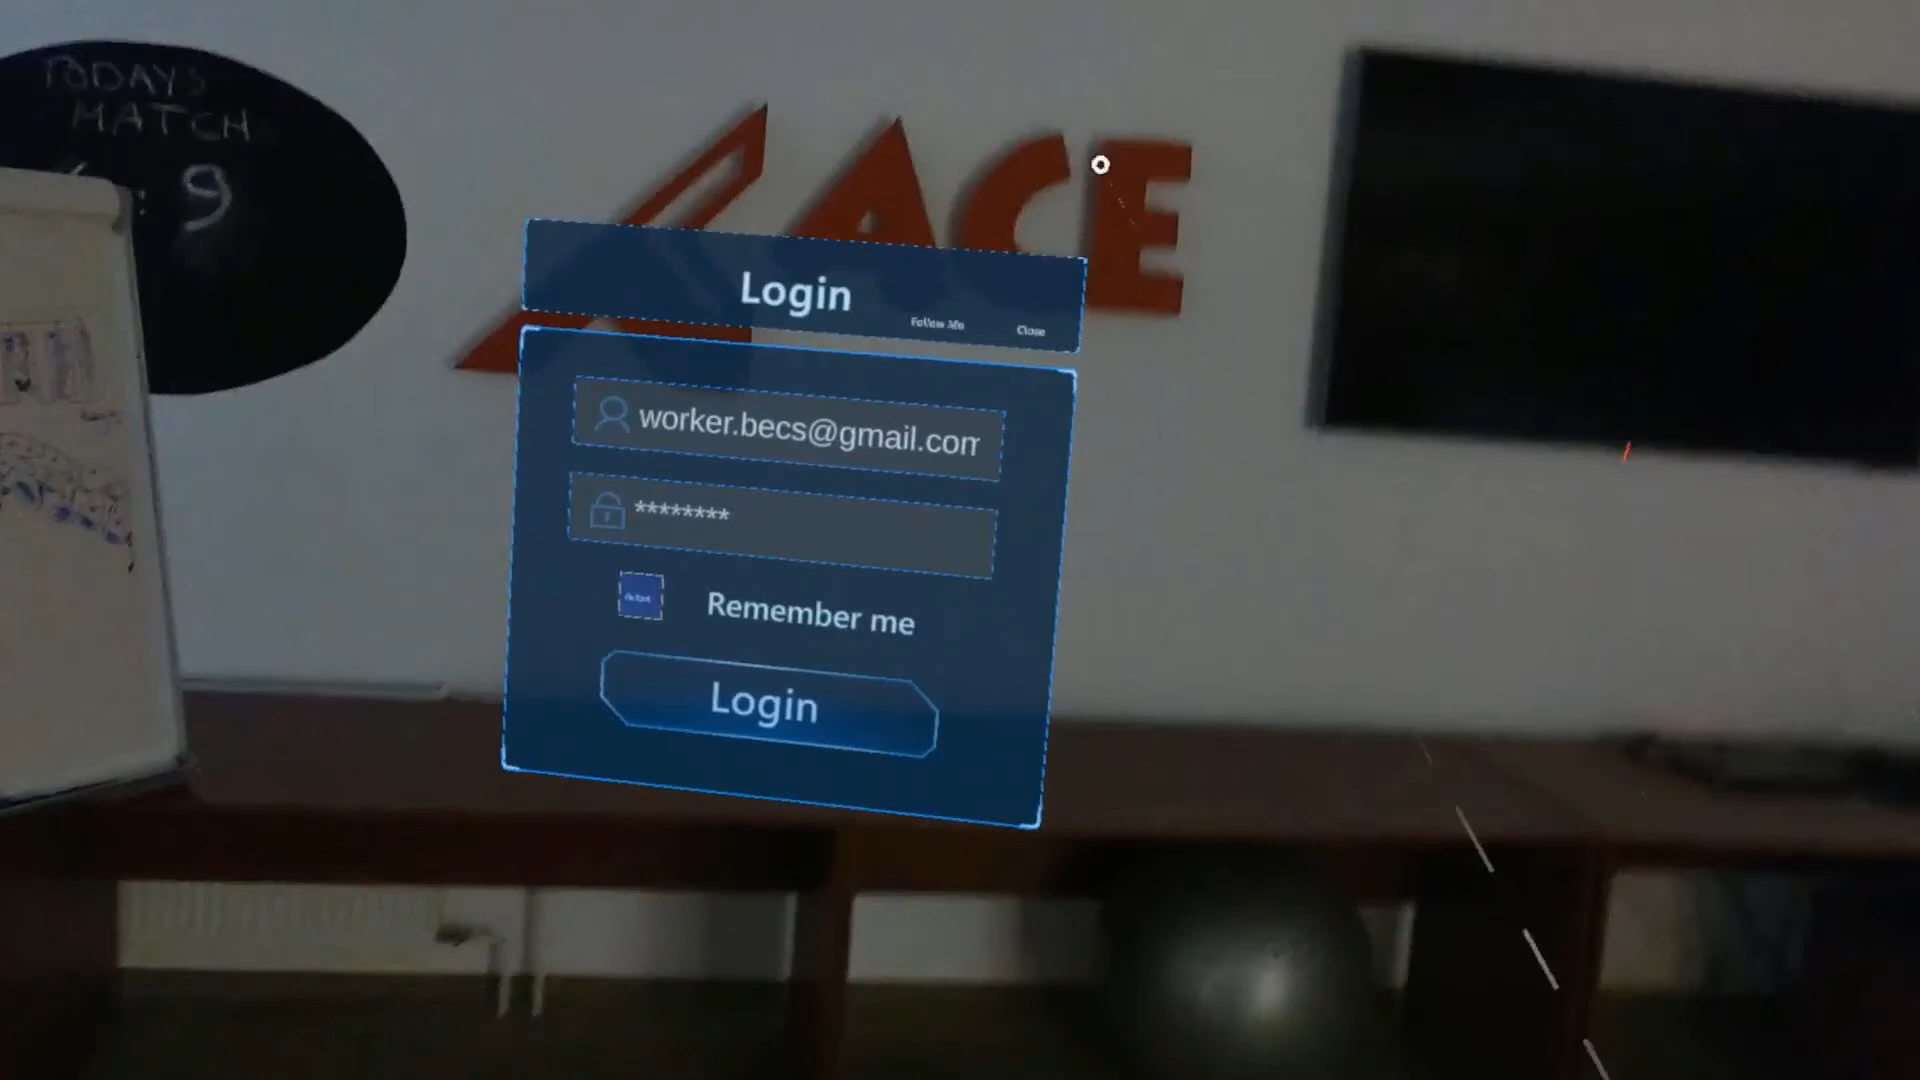 TODAYS
MATCH
: 9
ACE
Login
Follow Me
Close
worker.becs@gmail.com
********
Remember me
Login